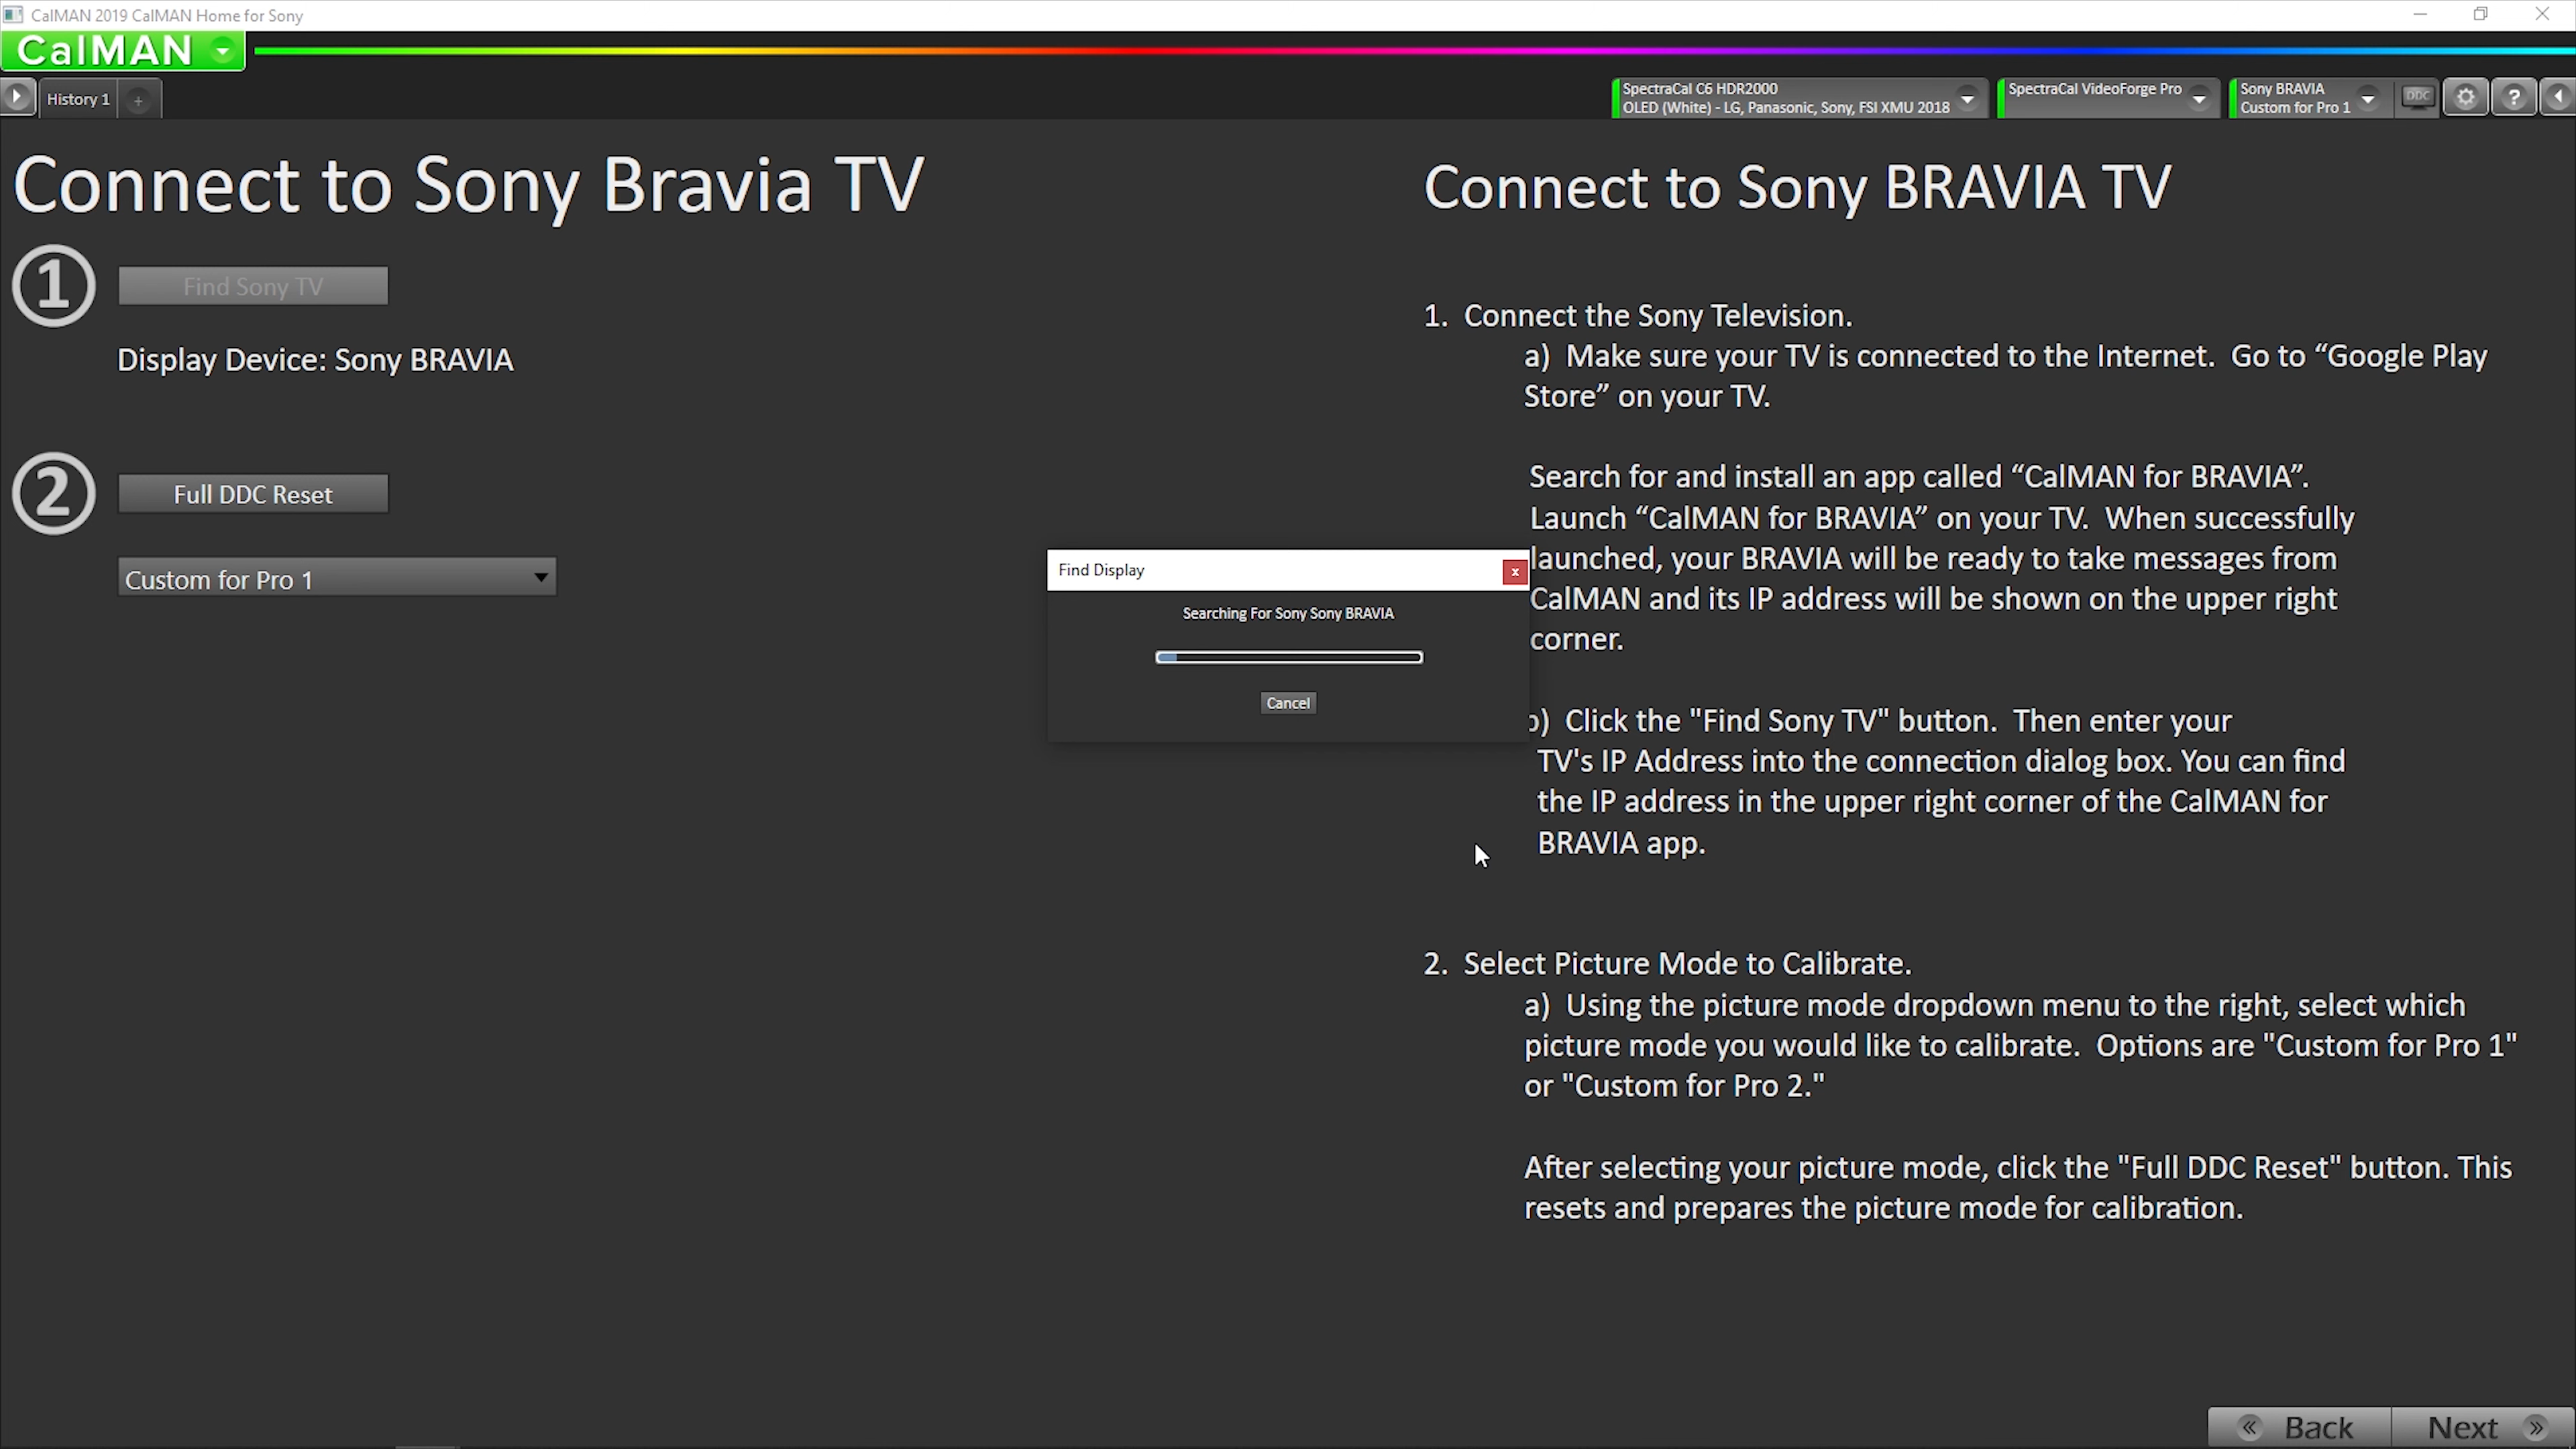 CalMAN 2019 CalMAN Home for Sony
CalMAN
History 1
+
SpectraCal C6 HDR2000
OLED (White) - LG, Panasonic, Sony, FSI XMU 2018
SpectraCal VideoForge Pro
Sony BRAVIA
Custom for Pro 1
DDC
?
Connect to Sony Bravia TV
1
Find Sony TV
Display Device: Sony BRAVIA
2
Full DDC Reset
Custom for Pro 1
Find Display
x
Searching For Sony Sony BRAVIA
Cancel
Connect to Sony BRAVIA TV
1. Connect the Sony Television.
a) Make sure your TV is connected to the Internet. Go to “Google Play
Store” on your TV.
Search for and install an app called “CalMAN for BRAVIA”.
Launch “CalMAN for BRAVIA” on your TV. When successfully
launched, your BRAVIA will be ready to take messages from
CalMAN and its IP address will be shown on the upper right
corner.
b) Click the "Find Sony TV" button. Then enter your
TV's IP Address into the connection dialog box. You can find
the IP address in the upper right corner of the CalMAN for
BRAVIA app.
2. Select Picture Mode to Calibrate.
a) Using the picture mode dropdown menu to the right, select which
picture mode you would like to calibrate. Options are "Custom for Pro 1"
or "Custom for Pro 2."
After selecting your picture mode, click the "Full DDC Reset" button. This
resets and prepares the picture mode for calibration.
« Back
Next »